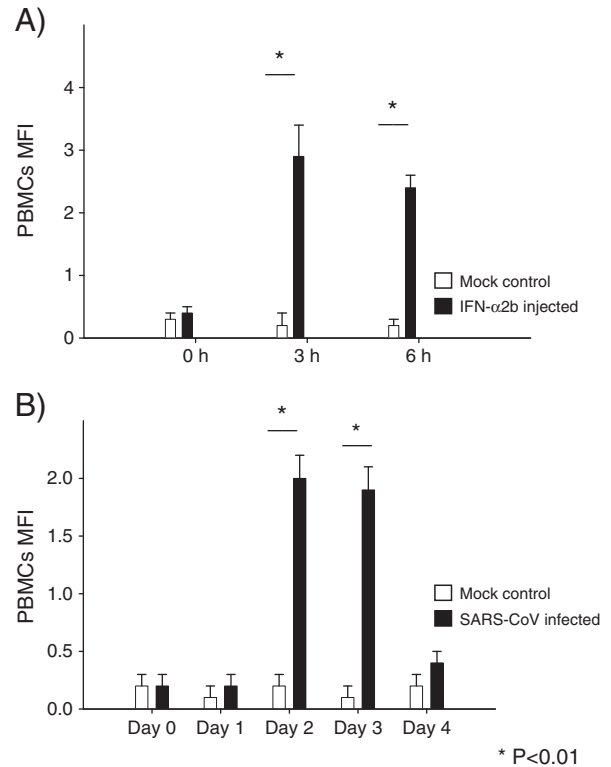 A)
PBMCs MFI
4
3
2
1
0
*
*
Mock control
IFN-α2b injected
0 h 3 h 6 h
B)
PBMCs MFI
2.0
1.5
1.0
0.5
0.0
*
*
Mock control
SARS-CoV infected
Day 0 Day 1 Day 2 Day 3 Day 4
* P<0.01